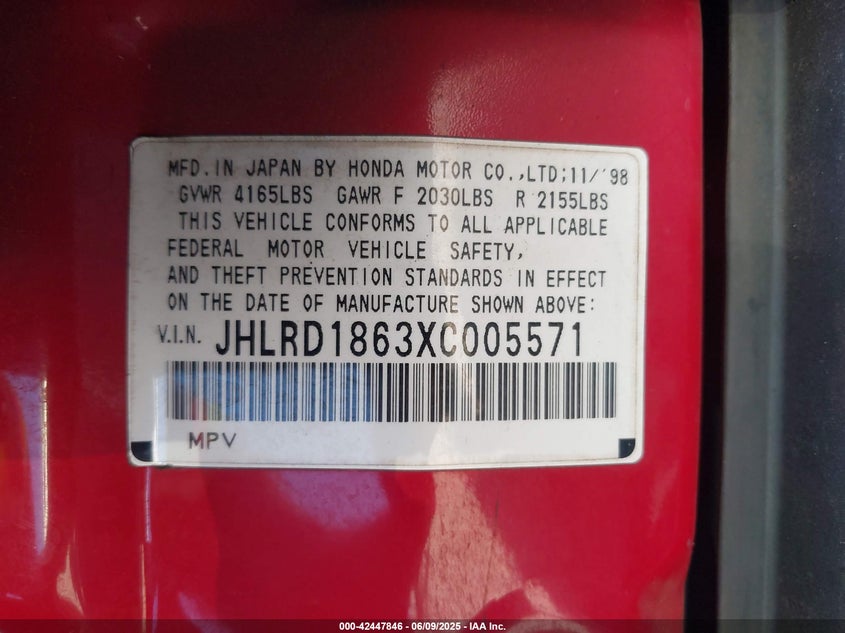 MFD.IN JAPAN BY HONDA MOTOR CO.,LTD;11/'98
GVWR 4165LBS GAWR F 2030LBS R 2155LBS
THIS VEHICLE CONFORMS TO ALL APPLICABLE
FEDERAL MOTOR VEHICLE SAFETY,
AND THEFT PREVENTION STANDARDS IN EFFECT
ON THE DATE OF MANUFACTURE SHOWN ABOVE:
V.I.N. JHLRD1863XC005571
MPV
000-42447846 - 06/09/2025 - IAA Inc.